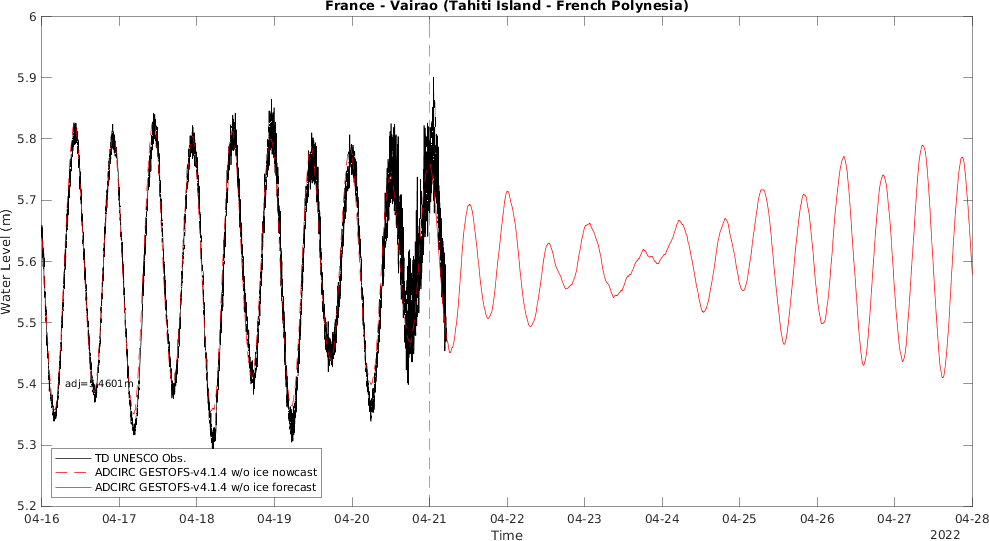 France - Vairao (Tahiti Island - French Polynesia)
Water Level (m)
6
5.9
5.8
5.7
5.6
5.5
5.4
5.3
5.2
TD UNESCO Obs.
ADCIRC GESTOFS-v4.1.4 w/o ice nowcast
ADCIRC GESTOFS-v4.1.4 w/o ice forecast
04-16 04-17 04-18 04-19 04-20 04-21 04-22 04-23 04-24 04-25 04-26 04-27 04-28
Time
2022